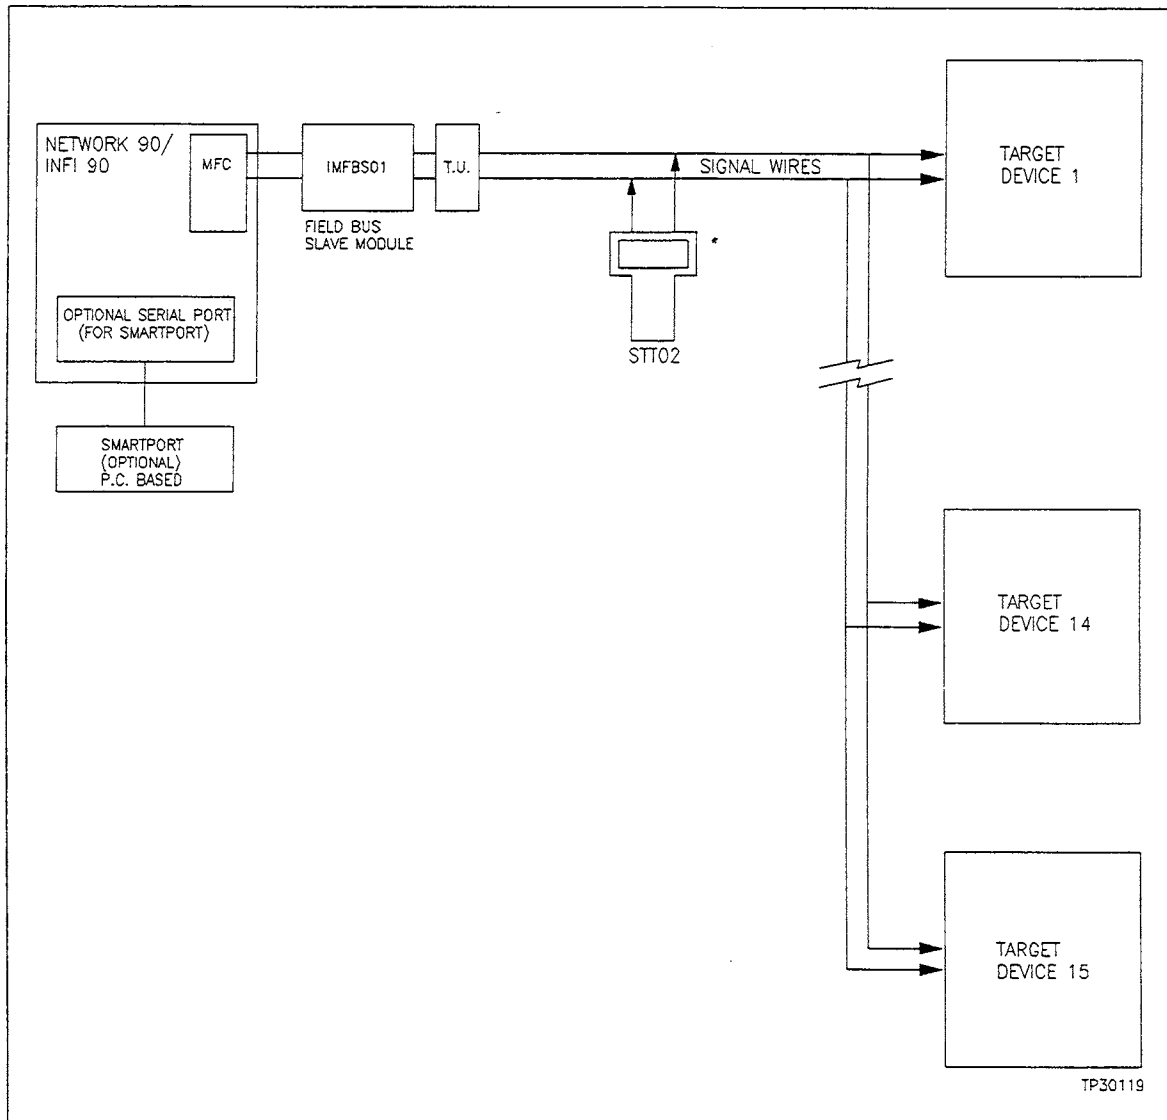 NETWORK 90/
INFI 90
MFC
IMFBS01
T.U.
FIELD BUS
SLAVE MODULE
SIGNAL WIRES
TARGET
DEVICE 1
*
OPTIONAL SERIAL PORT
(FOR SMARTPORT)
STT02
SMARTPORT
(OPTIONAL)
P.C. BASED
TARGET
DEVICE 14
TARGET
DEVICE 15
TP30119